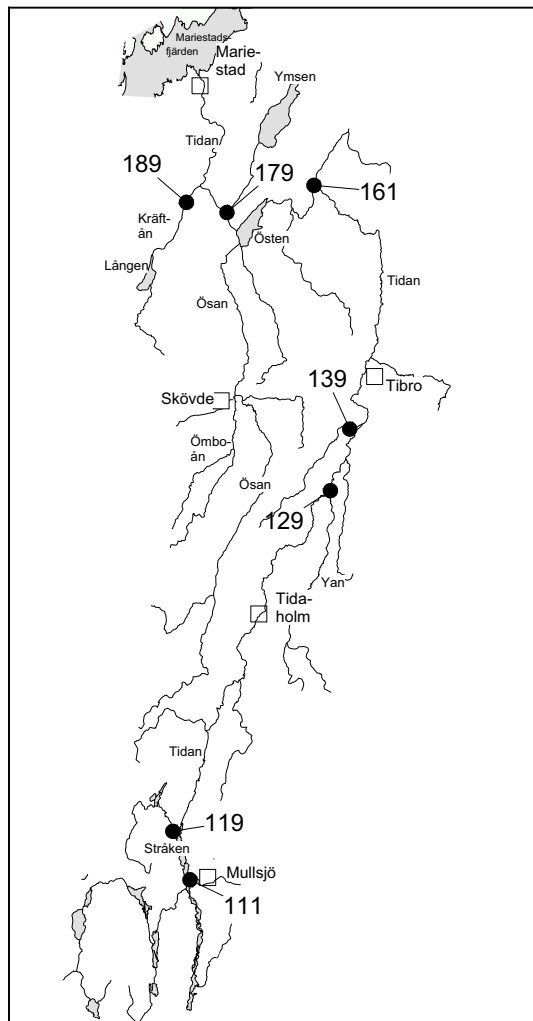 Mariestads-
fjärden
Marie-
stad
Ymsen
Tidan
189
179
161
Kräft-
ån
Östen
Lången
Tidan
Ösan
139
Tibro
Skövde
Ömbo-
ån
Ösan
129
Yan
Tida-
holm
Tidan
119
Stråken
Mullsjö
111